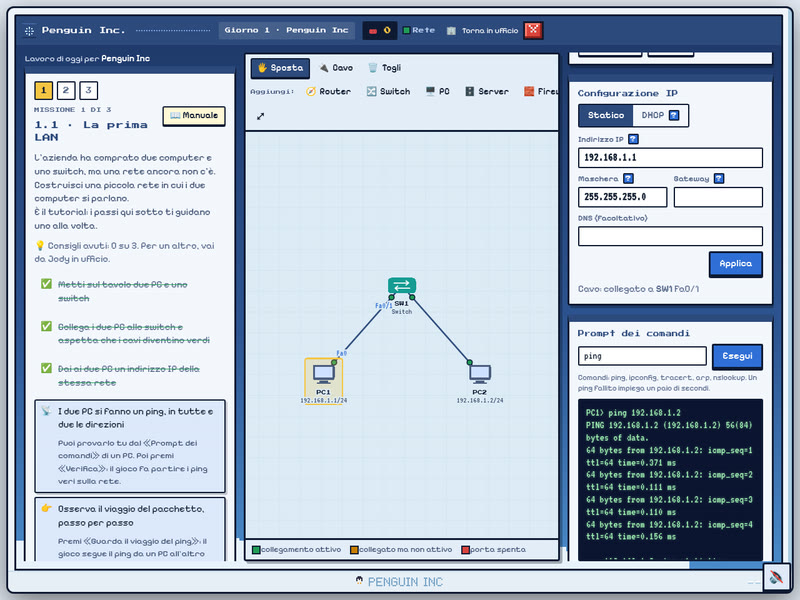 Penguin Inc.
Giorno 1 · Penguin Inc
0
Rete
Torna in ufficio
Lavoro di oggi per Penguin Inc
1 2 3
MISSIONE 1 DI 3
1.1 · La prima
LAN
Manuale
L'azienda ha comprato due computer e
uno switch, ma una rete ancora non c'è.
Costruisci una piccola rete in cui i due
computer si parlano.
È il tutorial: i passi qui sotto ti guidano
uno alla volta.
Consigli avuti: 0 su 3. Per un altro, vai
da Jody in ufficio.
Metti sul tavolo due PC e uno
switch
Collega i due PC allo switch e
aspetta che i cavi diventino verdi
Dai ai due PC un indirizzo IP della
stessa rete
I due PC si fanno un ping, in tutte e
due le direzioni
Puoi provarlo tu dal «Prompt dei
comandi» di un PC. Poi premi
«Verifica»: il gioco fa partire i ping
veri sulla rete.
Osserva il viaggio del pacchetto,
passo per passo
Premi «Guarda il viaggio del ping»: il
gioco segue il ping da un PC all'altro
Sposta
Cavo
Togli
Aggiungi:
Router
Switch
PC
Server
Firew
Fa0/1
SW1
Switch
Fa0
PC1
192.168.1.1/24
PC2
192.168.1.2/24
collegamento attivo
collegato ma non attivo
porta spenta
Configurazione IP
Statico
DHCP ?
Indirizzo IP ?
192.168.1.1
Maschera ?
Gateway ?
255.255.255.0
DNS (facoltativo)
Applica
Cavo: collegato a SW1 Fa0/1
Prompt dei comandi
ping
Esegui
Comandi: ping, ipconfig, tracert, arp, nslookup. Un
ping fallito impiega un paio di secondi.
PC1> ping 192.168.1.2
PING 192.168.1.2 (192.168.1.2) 56(84)
bytes of data.
64 bytes from 192.168.1.2: icmp_seq=1
ttl=64 time=0.371 ms
64 bytes from 192.168.1.2: icmp_seq=2
ttl=64 time=0.111 ms
64 bytes from 192.168.1.2: icmp_seq=3
ttl=64 time=0.110 ms
64 bytes from 192.168.1.2: icmp_seq=4
ttl=64 time=0.156 ms
PENGUIN INC